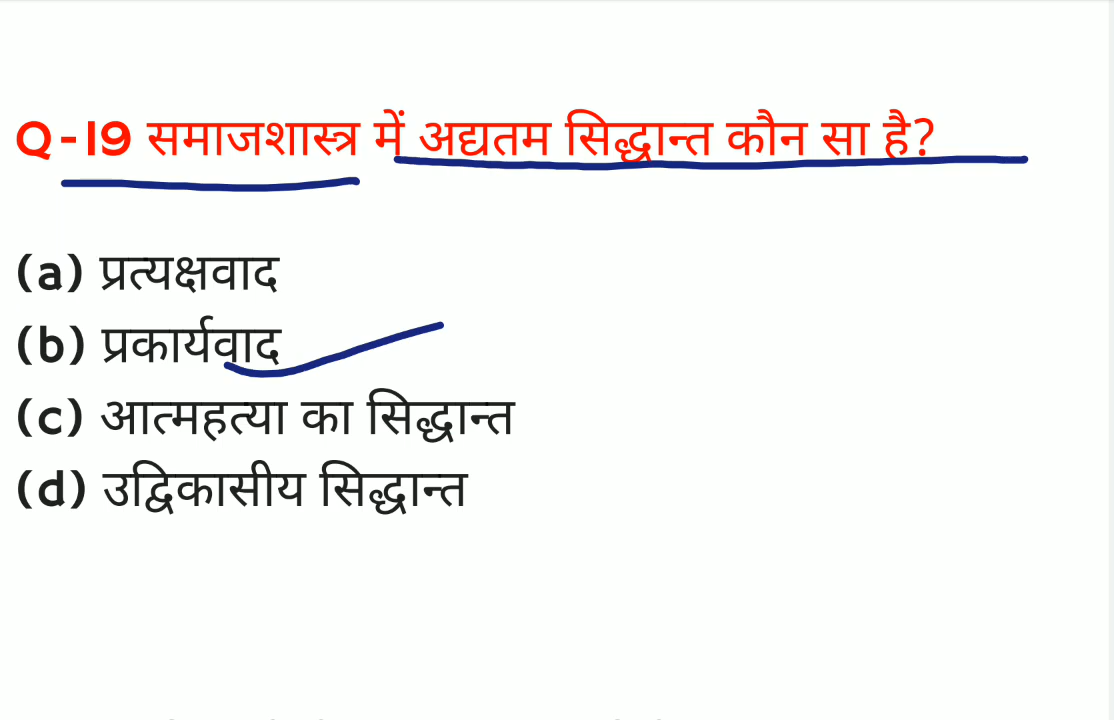 Q-19 समाजशास्त्र में अद्यतम सिद्धान्त कौन सा है?
(a) प्रत्यक्षवाद
(b) प्रकार्यवाद
(c) आत्महत्या का सिद्धान्त
(d) उद्विकासीय सिद्धान्त